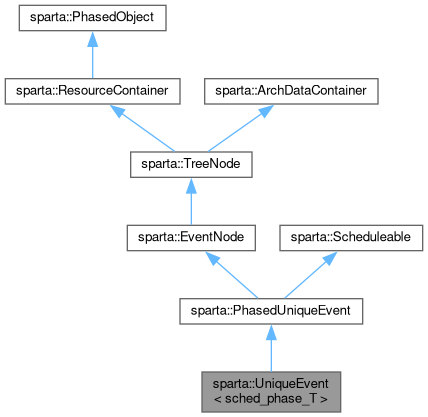 sparta::PhasedObject
sparta::ResourceContainer
sparta::ArchDataContainer
sparta::TreeNode
sparta::EventNode
sparta::Scheduleable
sparta::PhasedUniqueEvent
sparta::UniqueEvent
< sched_phase_T >